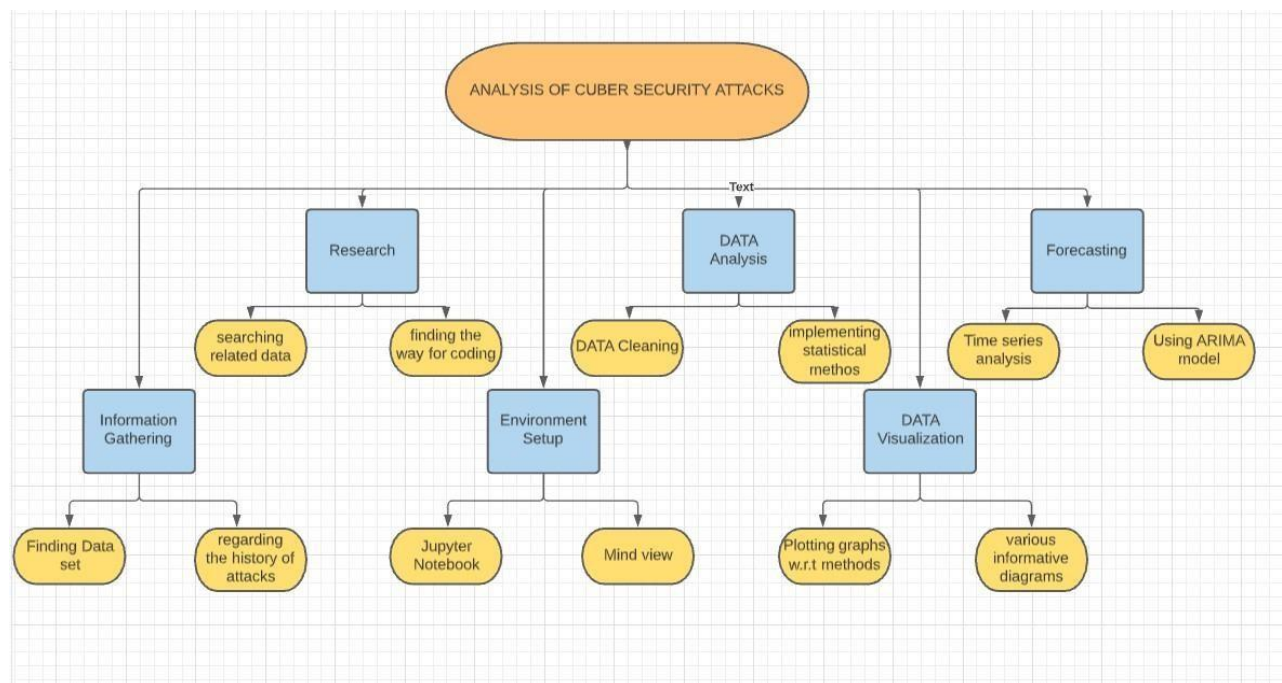 ANALYSIS OF CUBER SECURITY ATTACKS
Text
Research
DATA
Analysis
Forecasting
searching
related data
finding the
way for coding
DATA Cleaning
implementing
statistical
methos
Time series
analysis
Using ARIMA
model
Information
Gathering
Environment
Setup
DATA
Visualization
Finding Data
set
regarding
the history of
attacks
Jupyter
Notebook
Mind view
Plotting graphs
w.r.t methods
various
informative
diagrams